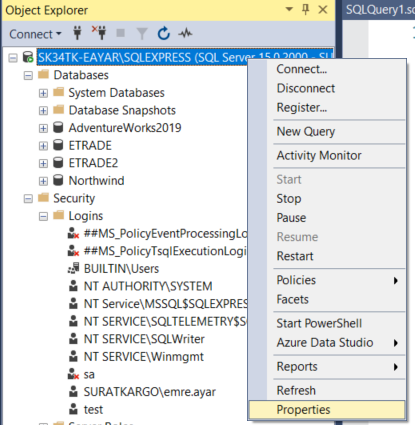 Object Explorer
SQLQuery1.sq
Connect
SK34TK-EAYAR\SQLEXPRESS (SQL Server 15.0.2000 - SU
Databases
System Databases
Database Snapshots
AdventureWorks2019
ETRADE
ETRADE2
Northwind
Security
Logins
##MS_PolicyEventProcessingLo
##MS_PolicyTsqlExecutionLogi
BUILTIN\Users
NT AUTHORITY\SYSTEM
NT Service\MSSQL$SQLEXPRES
NT SERVICE\SQLTELEMETRY$S
NT SERVICE\SQLWriter
NT SERVICE\Winmgmt
sa
SURATKARGO\emre.ayar
test
Connect...
Disconnect
Register...
New Query
Activity Monitor
Start
Stop
Pause
Resume
Restart
Policies
Facets
Start PowerShell
Azure Data Studio
Reports
Refresh
Properties